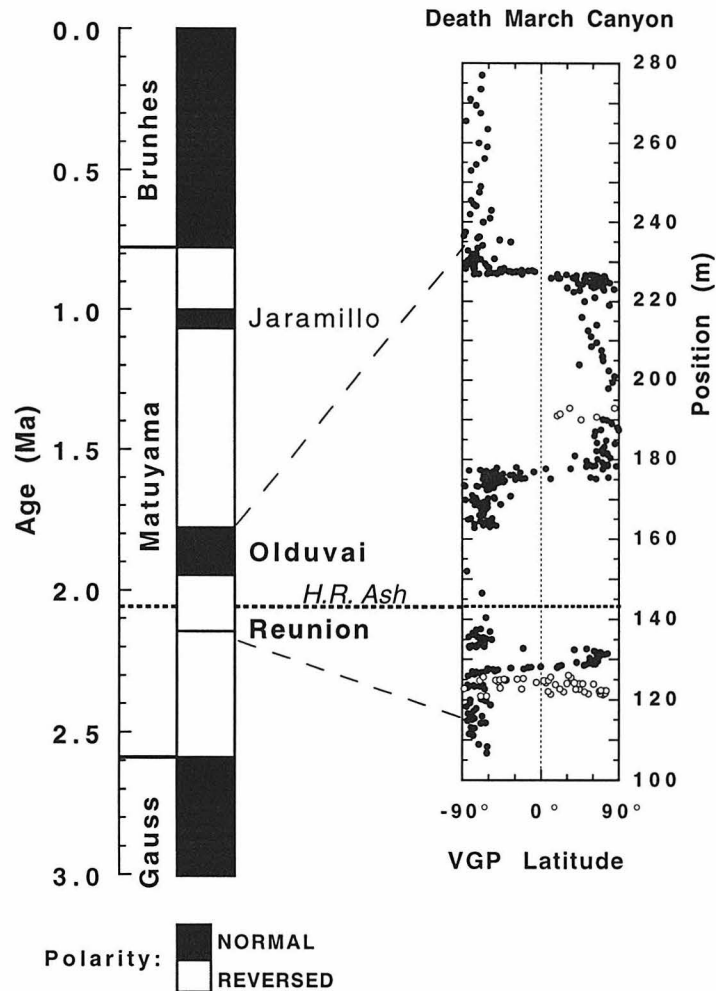 Death March Canyon
0.0
0.5
1.0
1.5
2.0
2.5
3.0
Age (Ma)
Brunhes
Matuyama
Gauss
Jaramillo
Olduvai
H.R. Ash
Reunion
280
260
240
220
200
180
163
140
120
100
Position (m)
-90° 0° 90°
VGP Latitude
Polarity:
NORMAL
REVERSED